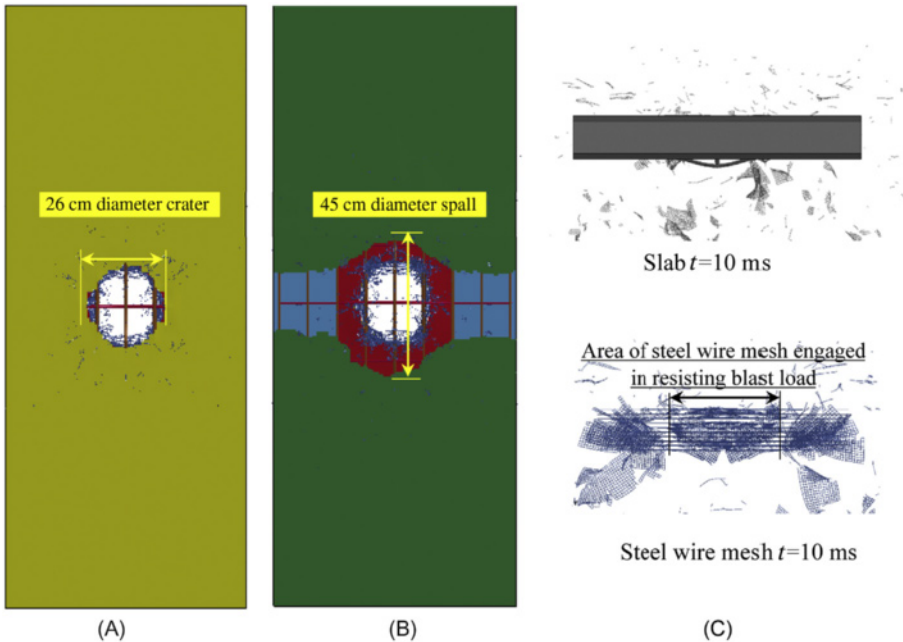 26 cm diameter crater
45 cm diameter spall
Slab t=10 ms
Area of steel wire mesh engaged
in resisting blast load
Steel wire mesh t=10 ms
(A)
(B)
(C)